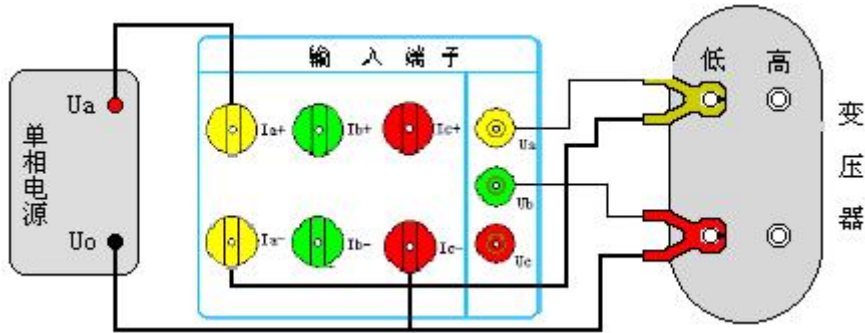 输入端子
低 高
Ua
Ia+ Ib+ Ic+
Ua
单相电源
变压器
Ub
Uo
Ia- Ib- Ic-
Uc